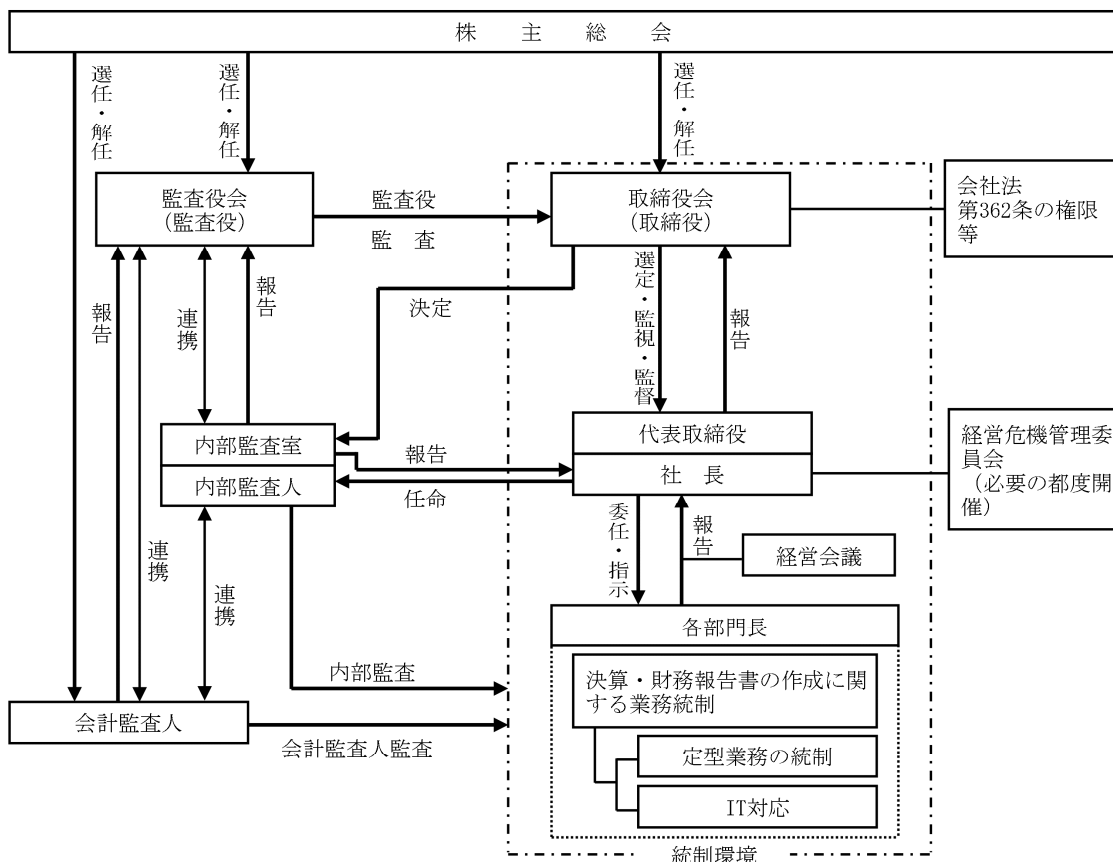 株主総会
選任・解任
選任・解任
選任・解任
監査役会
(監査役)
監査役
監査
取締役会
(取締役)
会社法
第362条の権限
等
報告
連携
報告
決定
選定・監視・監督
報告
内部監査室
内部監査人
報告
任命
代表取締役
社長
経営危機管理委
員会
(必要の都度開
催)
連携
連携
委任・指示
報告
経営会議
各部門長
内部監査
決算・財務報告書の作成に関
する業務統制
会計監査人
会計監査人監査
定型業務の統制
IT対応
統制環境